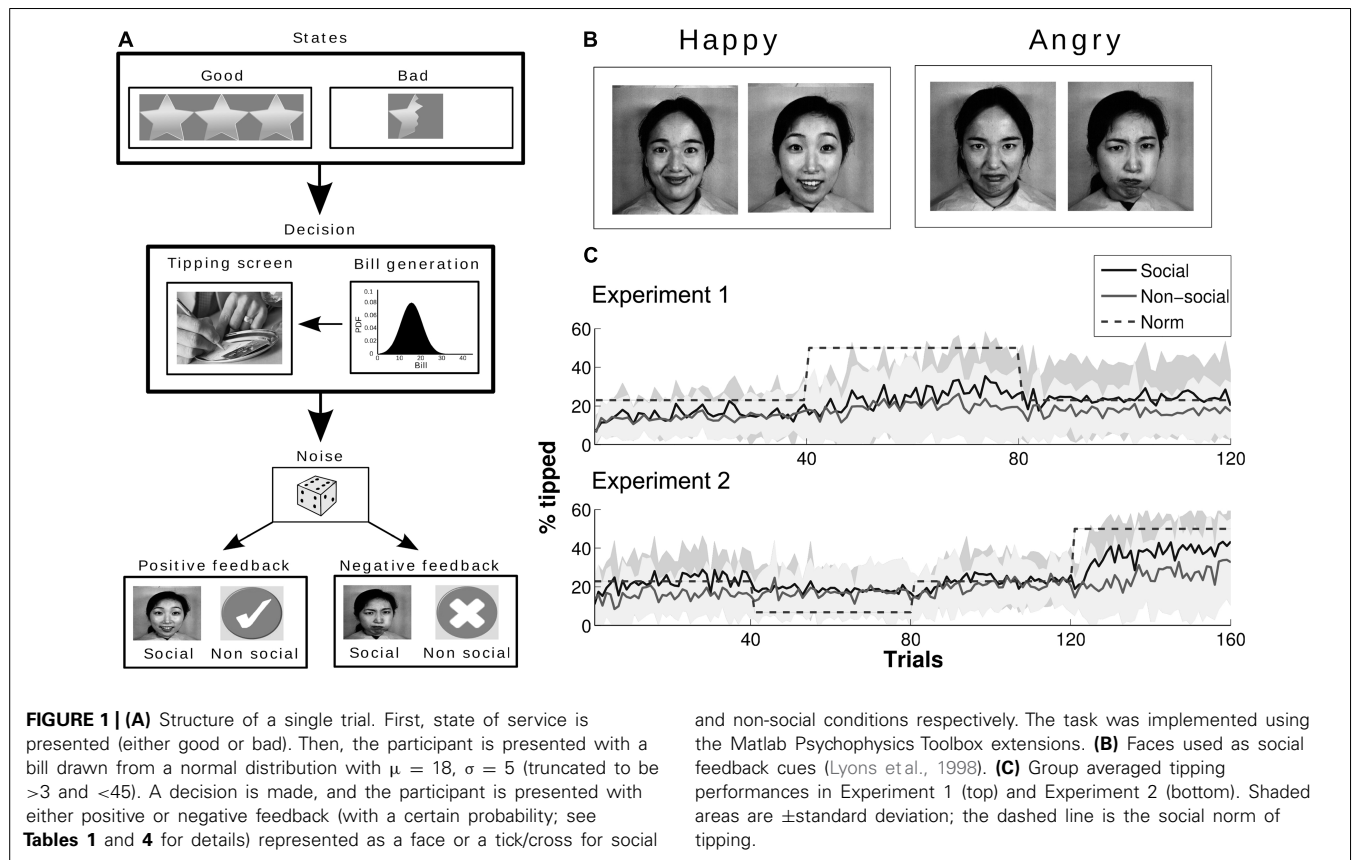 A
States
Good
Bad
Decision
Tipping screen
Bill generation
0.1
0.08
0.06
0.04
0.02
0
PDF
0 10 20 30 40
Bill
Noise
Positive feedback
Negative feedback
Social Non social
Social Non social
B
Happy
Angry
C
Social
Non-social
Norm
Experiment 1
60
40
20
0
40 80 120
Experiment 2
60
40
20
0
40 80 120 160
% tipped
Trials
FIGURE 1 | (A) Structure of a single trial. First, state of service is
presented (either good or bad). Then, the participant is presented with a
bill drawn from a normal distribution with μ = 18, σ = 5 (truncated to be
>3 and <45). A decision is made, and the participant is presented with
either positive or negative feedback (with a certain probability; see
Tables 1 and 4 for details) represented as a face or a tick/cross for social
and non-social conditions respectively. The task was implemented using
the Matlab Psychophysics Toolbox extensions. (B) Faces used as social
feedback cues (Lyons et al., 1998). (C) Group averaged tipping
performances in Experiment 1 (top) and Experiment 2 (bottom). Shaded
areas are ±standard deviation; the dashed line is the social norm of
tipping.